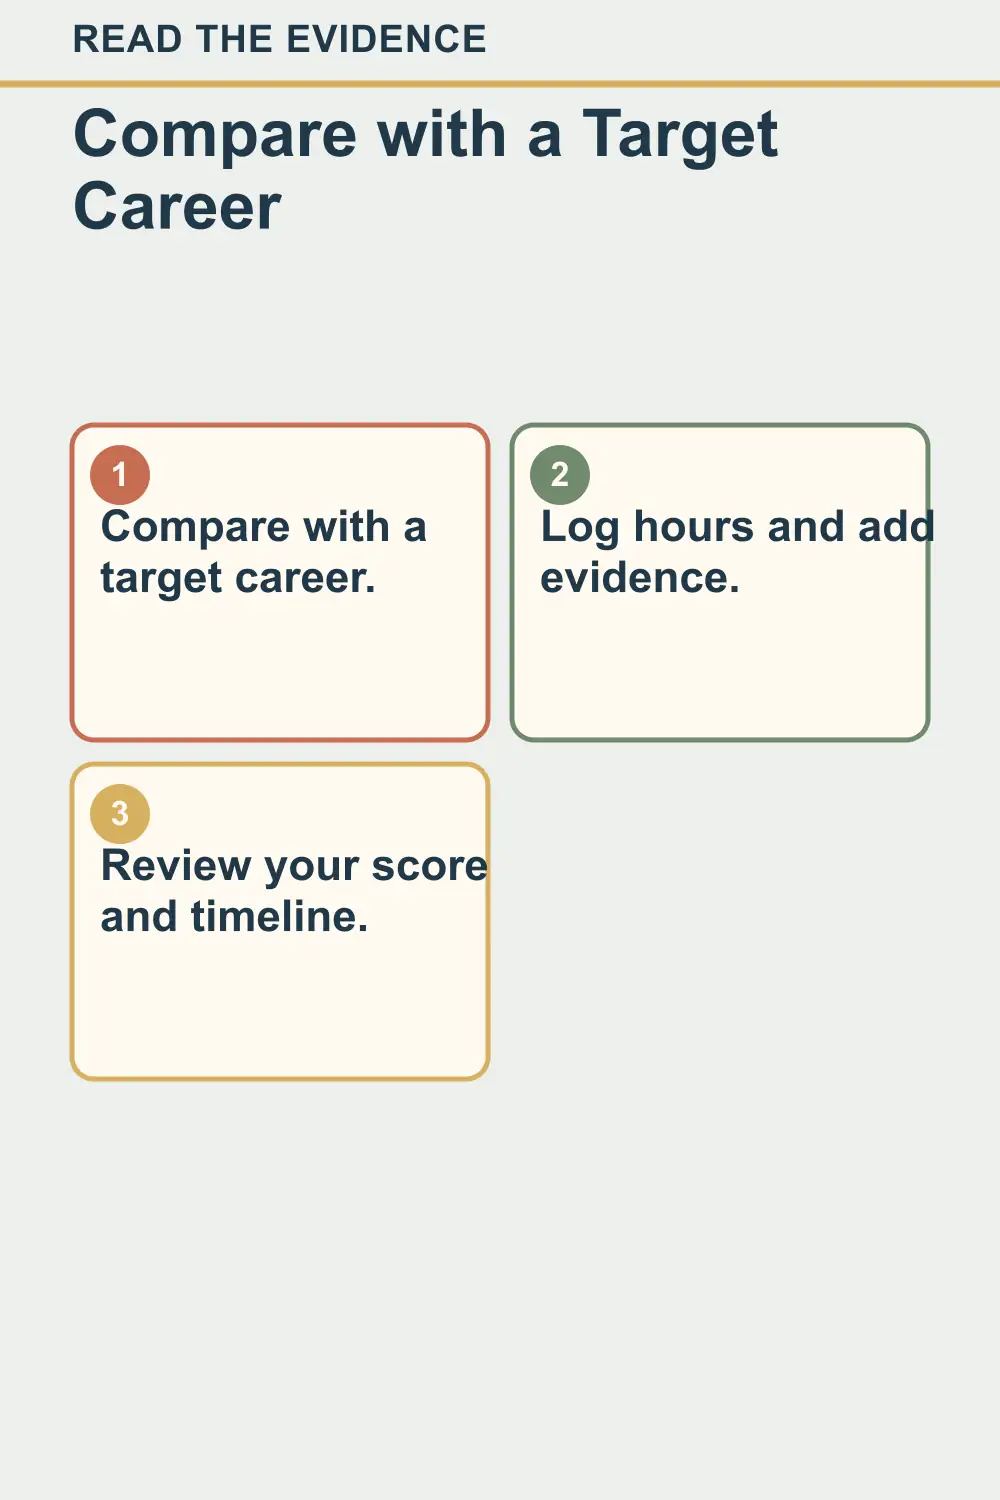 READ THE EVIDENCE
Compare with a Target
Career
1
Compare with a
target career.
2
Log hours and add
evidence.
3
Review your score
and timeline.